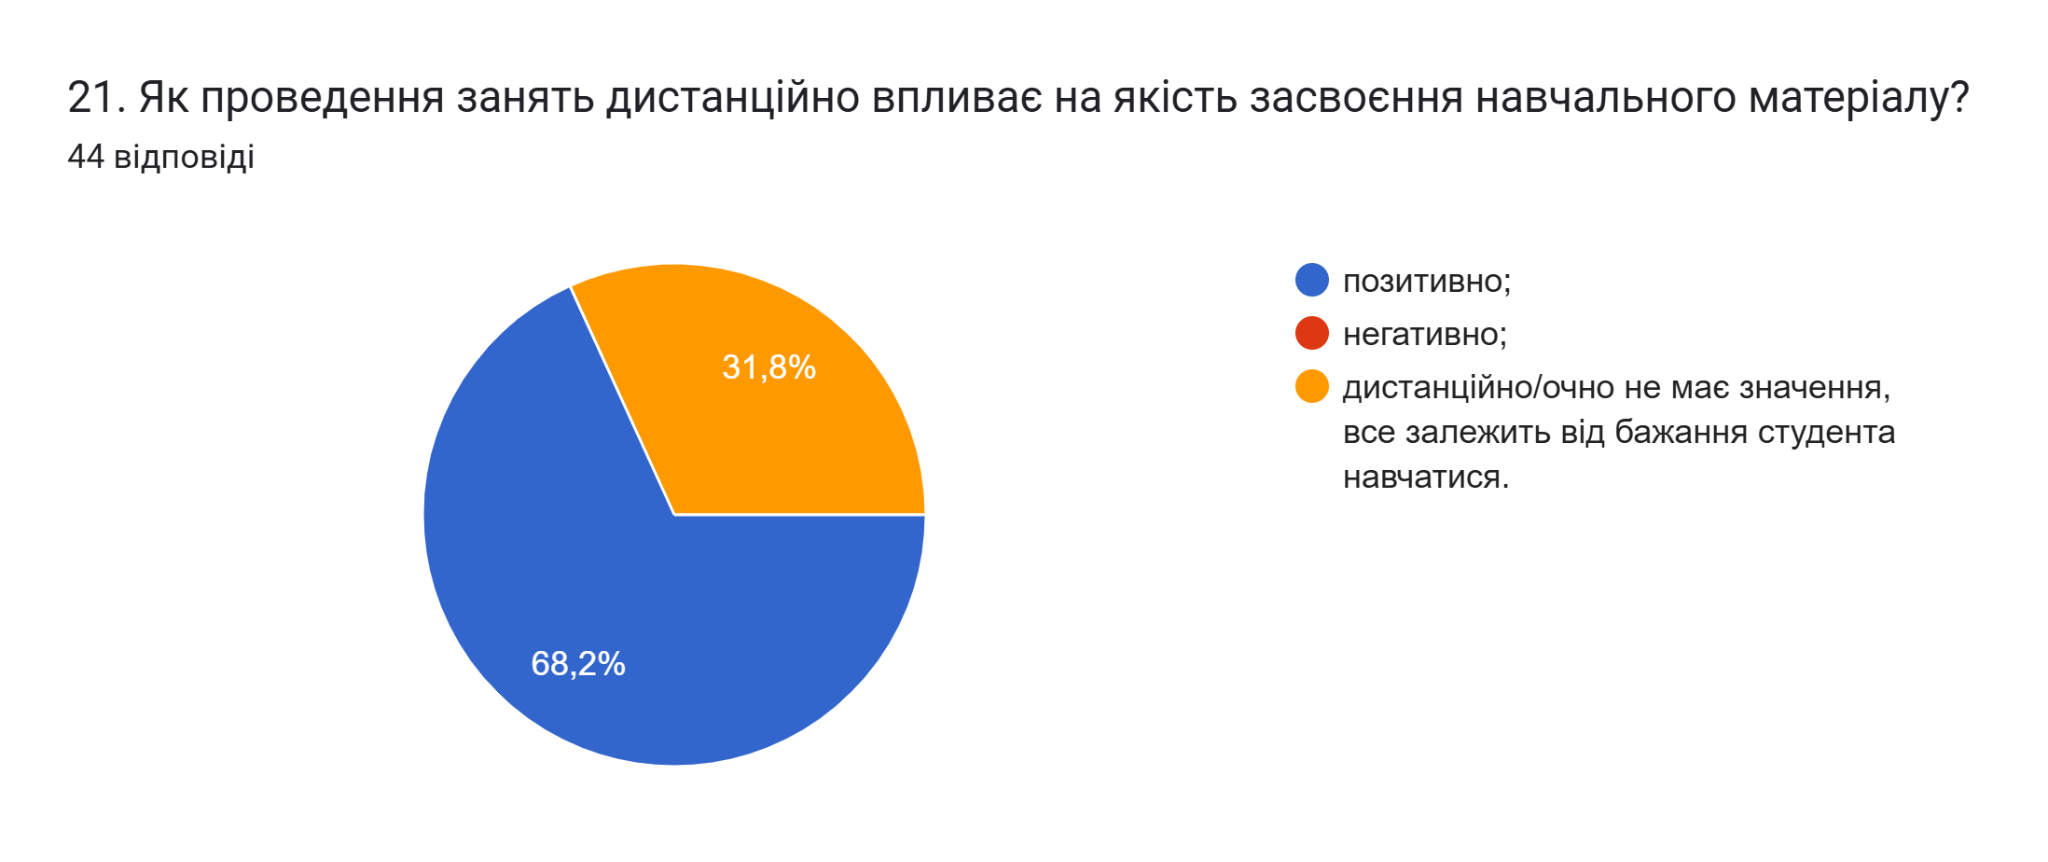 21. Як проведення занять дистанційно впливає на якість засвоєння навчального матеріалу?
44 відповіді
31,8%
68,2%
позитивно;
негативно;
дистанційно/очно не має значення,
все залежить від бажання студента
навчатися.